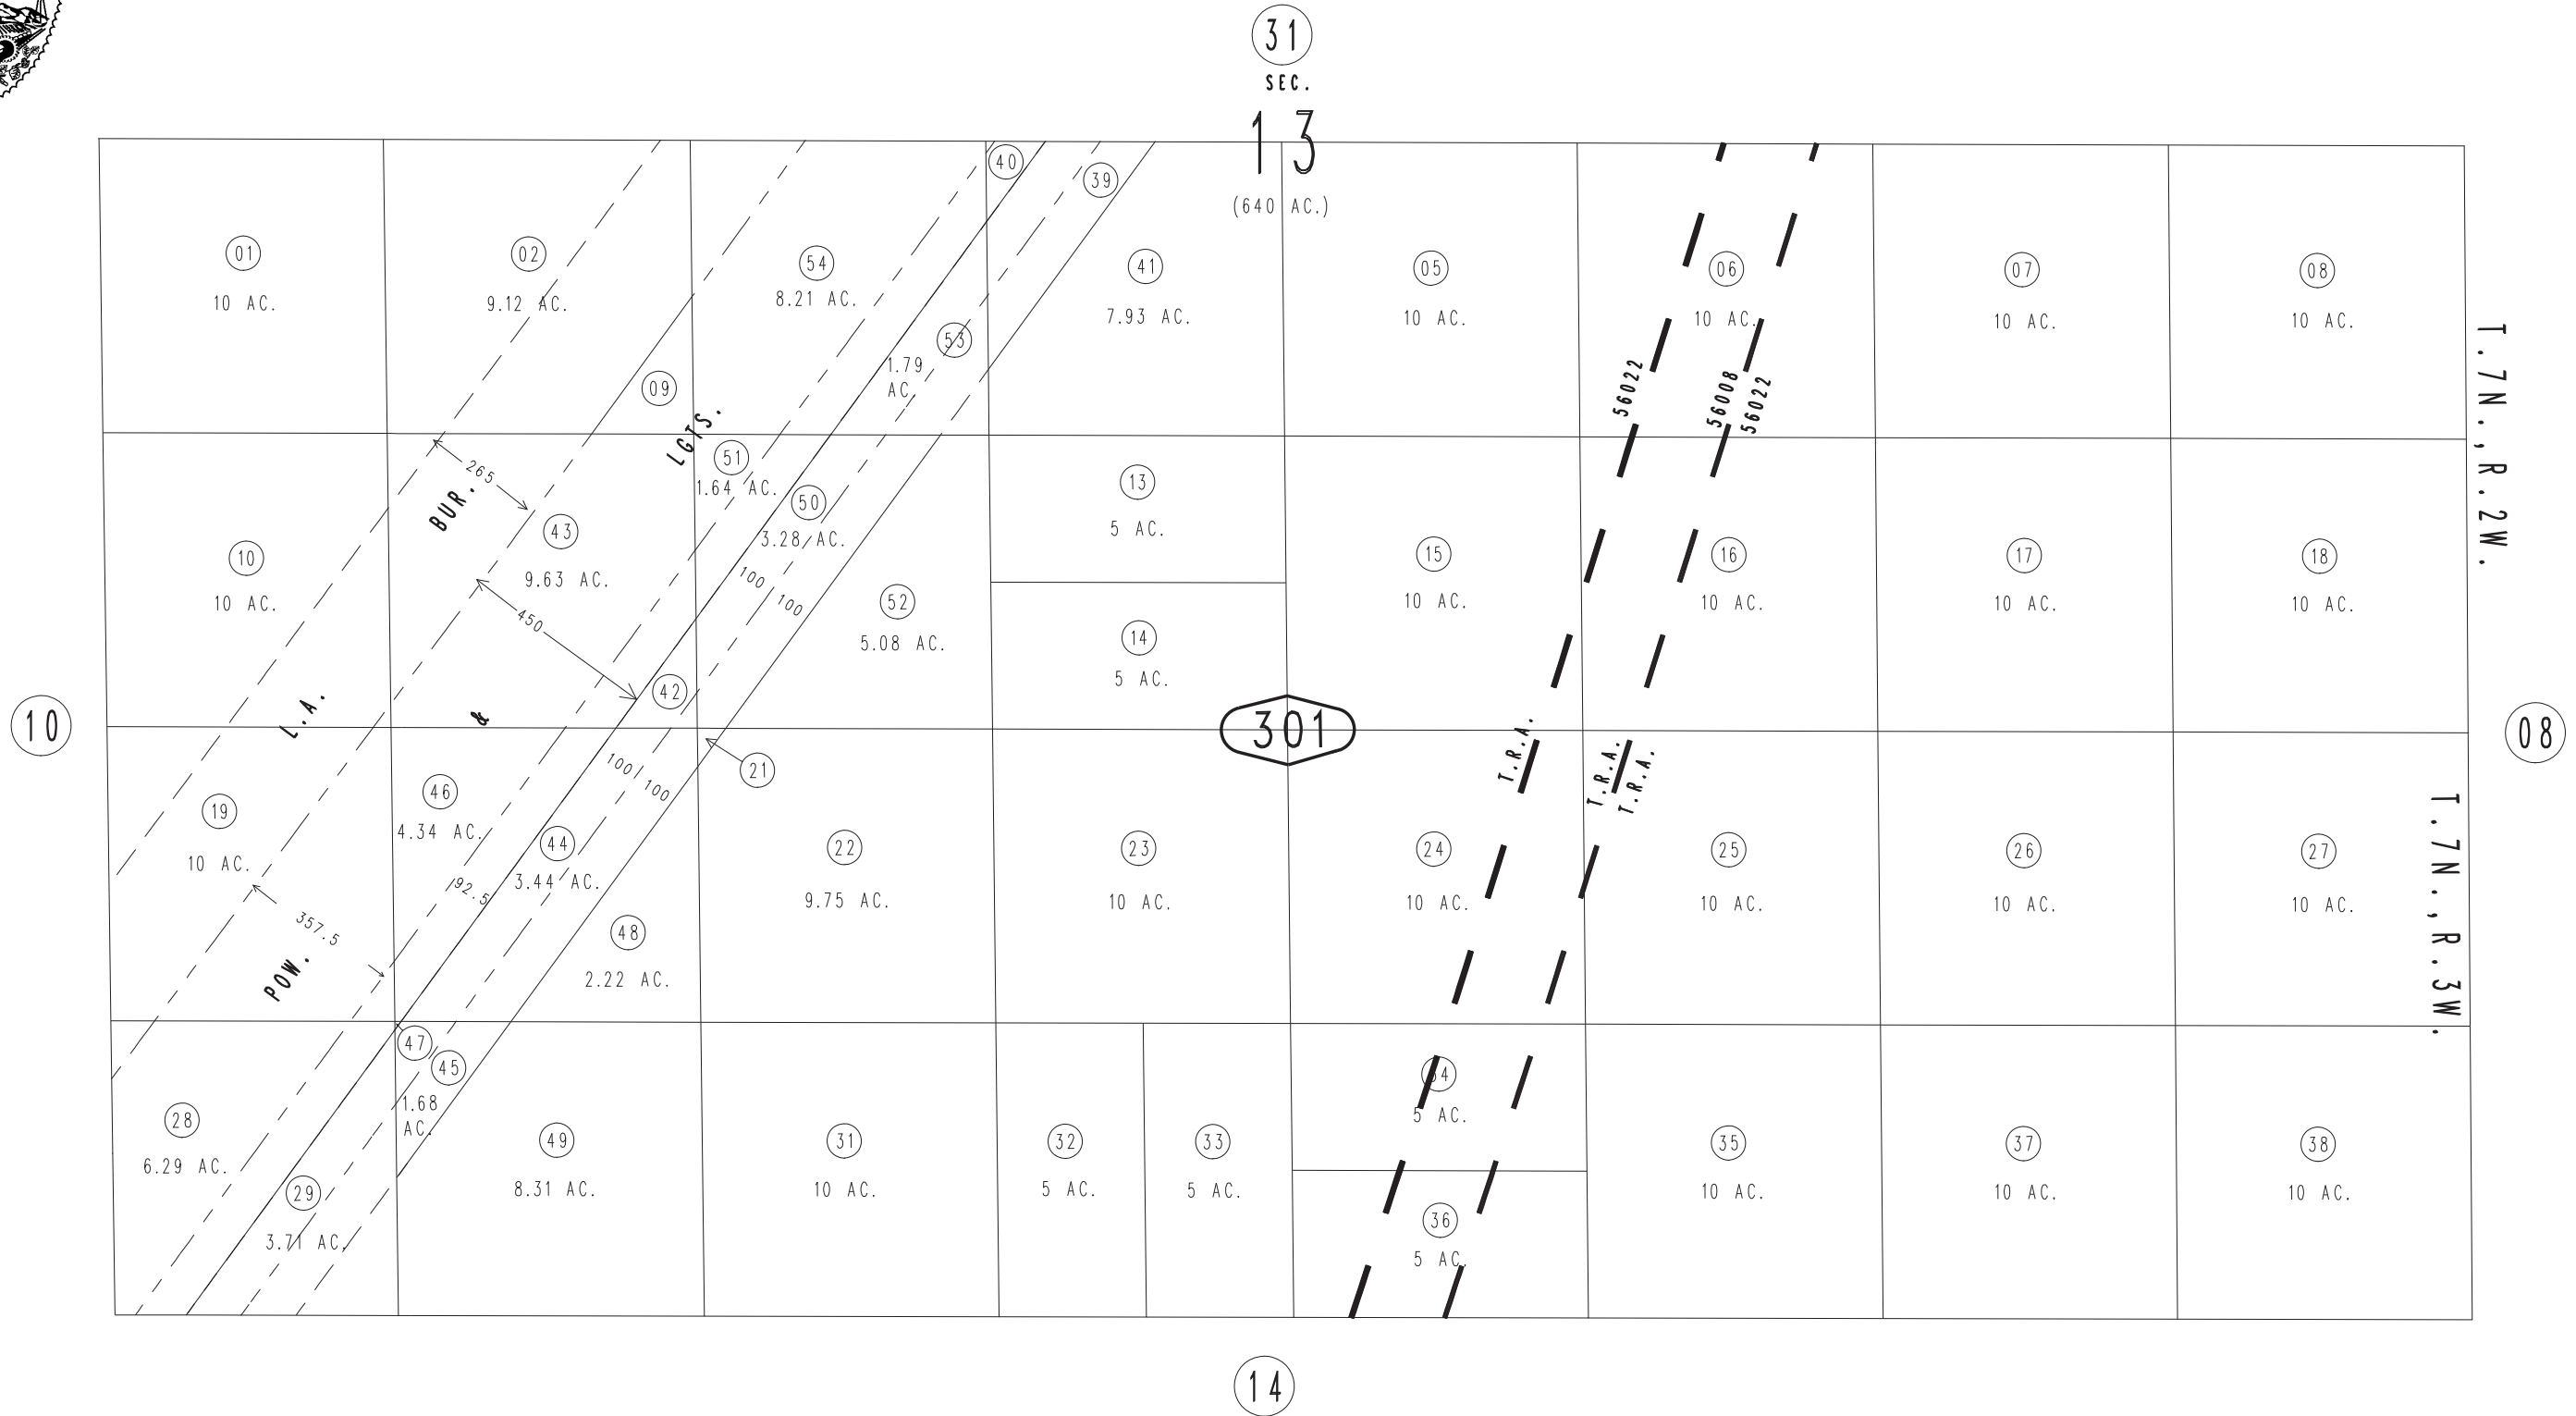 31
SEC.
13
(640 AC.)
40
39
01
10 AC.
02
9.12 AC.
54
8.21 AC.
41
7.93 AC.
05
10 AC.
06
10 AC.
07
10 AC.
08
10 AC.
53
1.79
AC.
09
56022
56008
56022
T.7N.,R.2W.
LGTS.
51
1.64 AC.
265
BUR.
50
3.28 AC.
43
9.63 AC.
13
5 AC.
10
10 AC.
15
10 AC.
16
10 AC.
17
10 AC.
18
10 AC.
100
100
52
5.08 AC.
450
14
5 AC.
42
L.A.
&
10
301
T.R.A.
T.R.A.
T.R.A.
08
100
100
21
19
10 AC.
46
4.34 AC.
44
3.44 AC.
92.5
22
9.75 AC.
23
10 AC.
24
10 AC.
25
10 AC.
26
10 AC.
27
10 AC.
T.7N.,R.3W.
357.5
POW.
48
2.22 AC.
47
45
1.68
AC.
28
6.29 AC.
29
3.71 AC.
49
8.31 AC.
31
10 AC.
32
5 AC.
33
5 AC.
34
5 AC.
36
5 AC.
35
10 AC.
37
10 AC.
38
10 AC.
14